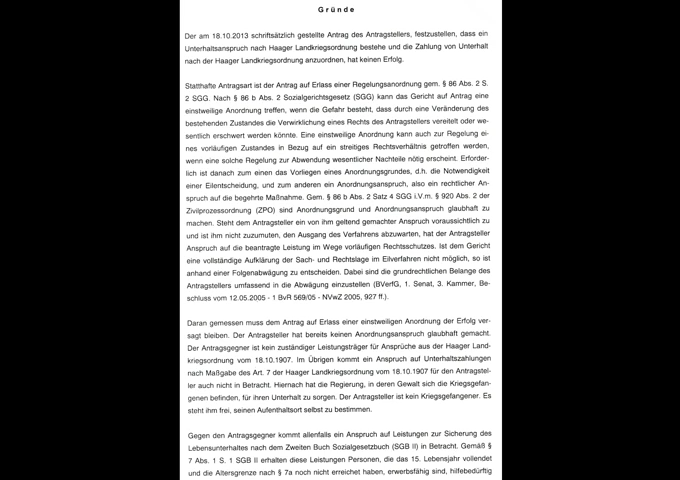 Gründe
Der am 18.10.2013 schriftsätzlich gestellte Antrag des Antragstellers, festzustellen, dass ein
Unterhaltsanspruch nach Haager Landkriegsordnung bestehe und die Zahlung von Unterhalt
nach der Haager Landkriegsordnung anzuordnen, hat keinen Erfolg.
Statthafte Antragsart ist der Antrag auf Erlass einer Regelungsanordnung gem. § 86 Abs. 2 S.
2 SGG. Nach § 86 b Abs. 2 Sozialgerichtsgesetz (SGG) kann das Gericht auf Antrag eine
einstweilige Anordnung treffen, wenn die Gefahr besteht, dass durch eine Veränderung des
bestehenden Zustandes die Verwirklichung eines Rechts des Antragstellers vereitelt oder we-
sentlich erschwert werden könnte. Eine einstweilige Anordnung kann auch zur Regelung ei-
nes vorläufigen Zustandes in Bezug auf ein streitiges Rechtsverhältnis getroffen werden,
wenn eine solche Regelung zur Abwendung wesentlicher Nachteile nötig erscheint. Erforder-
lich ist danach zum einen das Vorliegen eines Anordnungsgrundes, d.h. die Notwendigkeit
einer Eilentscheidung, und zum anderen ein Anordnungsanspruch, also ein rechtlicher An-
spruch auf die begehrte Maßnahme. Gem. § 86 b Abs. 2 Satz 4 SGG i.V.m. § 920 Abs. 2 der
Zivilprozessordnung (ZPO) sind Anordnungsgrund und Anordnungsanspruch glaubhaft zu
machen. Steht dem Antragsteller ein von ihm geltend gemachter Anspruch voraussichtlich zu
und ist ihm nicht zuzumuten, den Ausgang des Verfahrens abzuwarten, hat der Antragsteller
Anspruch auf die beantragte Leistung im Wege vorläufigen Rechtsschutzes. Ist dem Gericht
eine vollständige Aufklärung der Sach- und Rechtslage im Eilverfahren nicht möglich, so ist
anhand einer Folgenabwägung zu entscheiden. Dabei sind die grundrechtlichen Belange des
Antragstellers umfassend in die Abwägung einzustellen (BVerfG, 1. Senat, 3. Kammer, Be-
schluss vom 12.05.2005 - 1 BvR 569/05 - NVwZ 2005, 927 ff.).
Daran gemessen muss dem Antrag auf Erlass einer einstweiligen Anordnung der Erfolg ver-
sagt bleiben. Der Antragsteller hat bereits keinen Anordnungsanspruch glaubhaft gemacht.
Der Antragsgegner ist kein zuständiger Leistungsträger für Ansprüche aus der Haager Land-
kriegsordnung vom 18.10.1907. Im Übrigen kommt ein Anspruch auf Unterhaltszahlungen
nach Maßgabe des Art. 7 der Haager Landkriegsordnung vom 18.10.1907 für den Antragstel-
ler auch nicht in Betracht. Hiernach hat die Regierung, in deren Gewalt sich die Kriegsgefan-
genen befinden, für ihren Unterhalt zu sorgen. Der Antragsteller ist kein Kriegsgefangener. Es
steht ihm frei, seinen Aufenthaltsort selbst zu bestimmen.
Gegen den Antragsgegner kommt allenfalls ein Anspruch auf Leistungen zur Sicherung des
Lebensunterhaltes nach dem Zweiten Buch Sozialgesetzbuch (SGB II) in Betracht. Gemäß §
7 Abs. 1 S. 1 SGB II erhalten diese Leistungen Personen, die das 15. Lebensjahr vollendet
und die Altersgrenze nach § 7a noch nicht erreichet haben, erwerbsfähig sind, hilfebedürftig